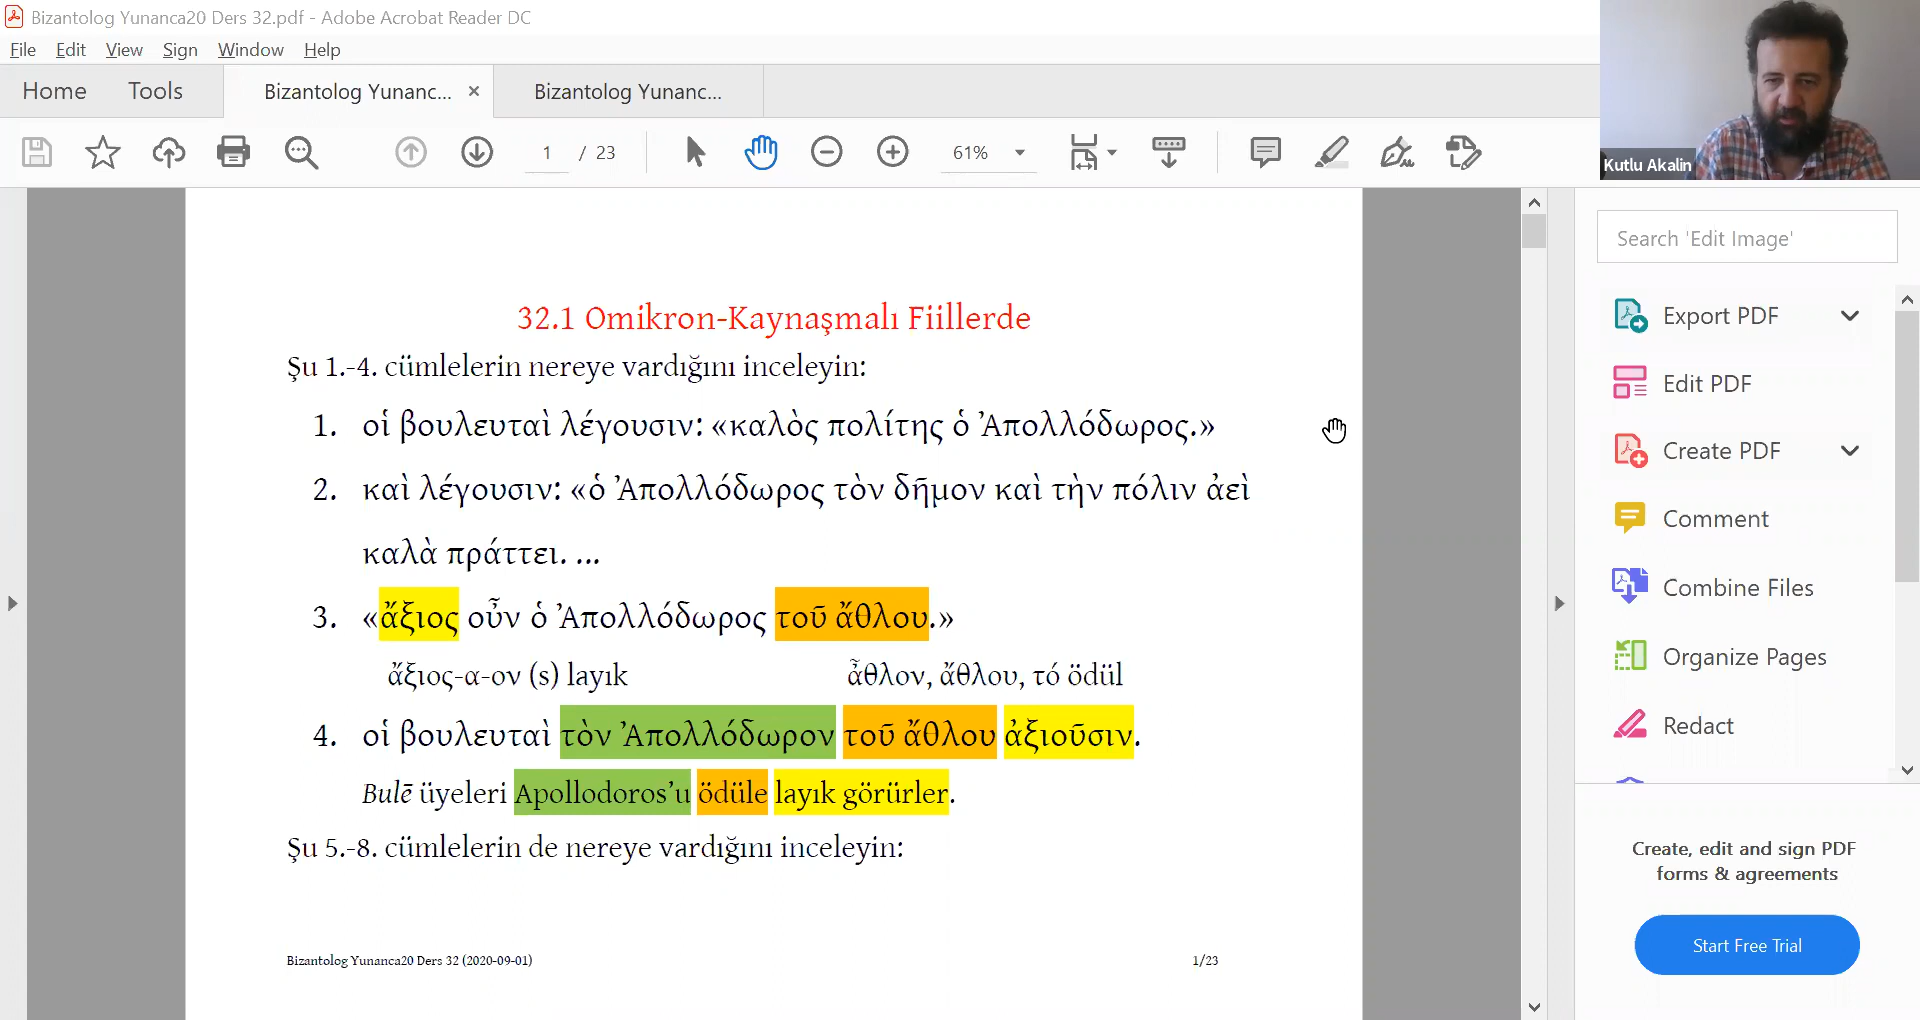 Bizantolog Yunanca20 Ders 32.pdf - Adobe Acrobat Reader DC
File Edit View Sign Window Help
Home Tools Bizantolog Yunanc... × Bizantolog Yunanc...
1 / 23 61%
Kutlu Akalin
32.1 Omikron-Kaynaşmalı Fiillerde
Şu 1.-4. cümlelerin nereye vardığını inceleyin:
1. οἱ βουλευταὶ λέγουσιν: «καλὸς πολίτης ὁ Ἀπολλόδωρος.»
2. καὶ λέγουσιν: «ὁ Ἀπολλόδωρος τὸν δῆμον καὶ τὴν πόλιν ἀεὶ
καλὰ πράττει. ...
3. «ἄξιος οὖν ὁ Ἀπολλόδωρος τοῦ ἄθλου.»
ἄξιος-α-ον (s) layık ἆθλον, ἄθλου, τό ödül
4. οἱ βουλευταὶ τὸν Ἀπολλόδωρον τοῦ ἄθλου ἀξιοῦσιν.
Bulē üyeleri Apollodoros’u ödüle layık görürler.
Şu 5.-8. cümlelerin de nereye vardığını inceleyin:
Bizantolog Yunanca20 Ders 32 (2020-09-01) 1/23
Search 'Edit Image'
Export PDF
Edit PDF
Create PDF
Comment
Combine Files
Organize Pages
Redact
Create, edit and sign PDF
forms & agreements
Start Free Trial